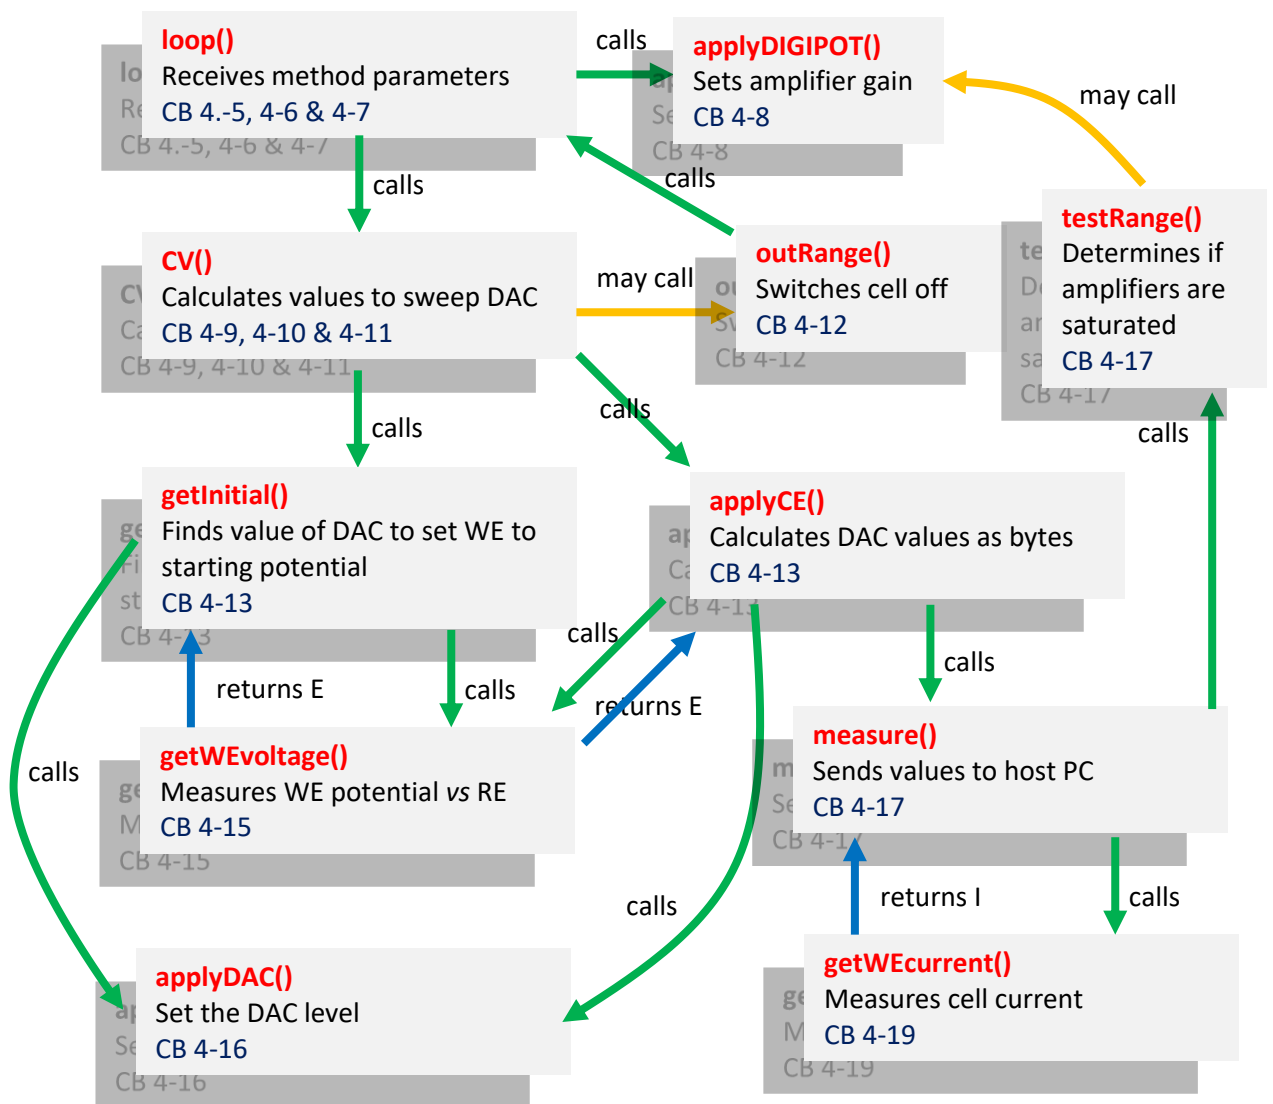 loop()
Receives method parameters
CB 4.-5, 4-6 & 4-7
calls
applyDIGIPOT()
Sets amplifier gain
CB 4-8
may call
calls
calls
testRange()
Determines if
amplifiers are
saturated
CB 4-17
CV()
Calculates values to sweep DAC
CB 4-9, 4-10 & 4-11
may call
outRange()
Switches cell off
CB 4-12
calls
calls
calls
getInitial()
Finds value of DAC to set WE to
starting potential
CB 4-13
applyCE()
Calculates DAC values as bytes
CB 4-13
returns E
calls
calls
returns E
calls
getWEvoltage()
Measures WE potential vs RE
CB 4-15
measure()
Sends values to host PC
CB 4-17
calls
calls
returns I
calls
applyDAC()
Set the DAC level
CB 4-16
getWEcurrent()
Measures cell current
CB 4-19